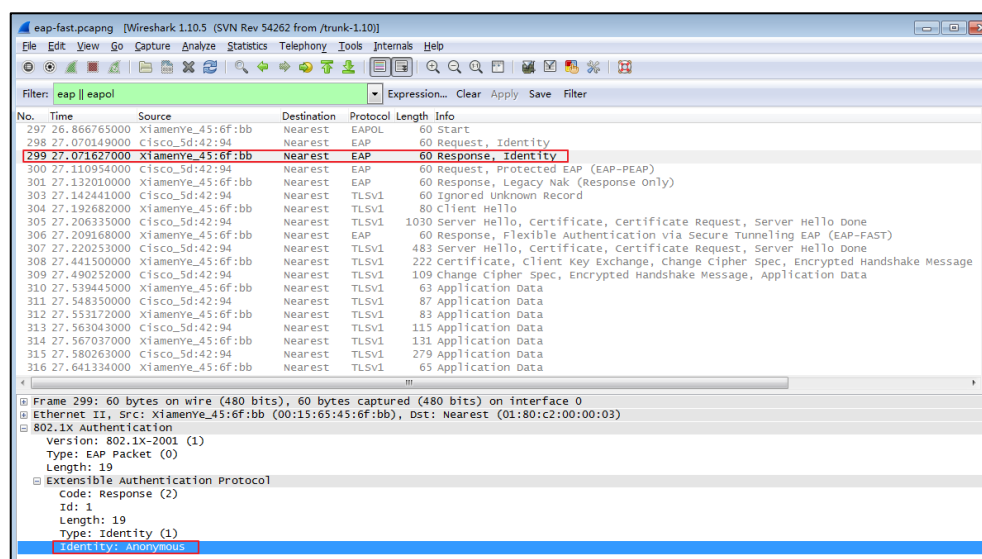 eap-fast.pcapng [Wireshark 1.10.5 (SVN Rev 54262 from /trunk-1.10)]
File Edit View Go Capture Analyze Statistics Telephony Tools Internals Help
Filter: eap || eapol Expression... Clear Apply Save Filter
No. Time Source Destination Protocol Length Info
297 26.866765000 XiamenYe_45:6f:bb Nearest EAPOL 60 Start
298 27.070149000 Cisco_5d:42:94 Nearest EAP 60 Request, Identity
299 27.071627000 XiamenYe_45:6f:bb Nearest EAP 60 Response, Identity
300 27.110954000 Cisco_5d:42:94 Nearest EAP 60 Request, Protected EAP (EAP-PEAP)
301 27.132010000 XiamenYe_45:6f:bb Nearest EAP 60 Response, Legacy Nak (Response Only)
303 27.142441000 Cisco_5d:42:94 Nearest TLSv1 60 Ignored Unknown Record
304 27.192682000 XiamenYe_45:6f:bb Nearest TLSv1 80 Client Hello
305 27.206335000 Cisco_5d:42:94 Nearest TLSv1 1030 Server Hello, Certificate, Certificate Request, Server Hello Done
306 27.209168000 XiamenYe_45:6f:bb Nearest EAP 60 Response, Flexible Authentication via Secure Tunneling EAP (EAP-FAST)
307 27.220253000 Cisco_5d:42:94 Nearest TLSv1 483 Server Hello, Certificate, Certificate Request, Server Hello Done
308 27.441500000 XiamenYe_45:6f:bb Nearest TLSv1 222 Certificate, Client Key Exchange, Change Cipher Spec, Encrypted Handshake Message
309 27.490252000 Cisco_5d:42:94 Nearest TLSv1 109 Change Cipher Spec, Encrypted Handshake Message, Application Data
310 27.539445000 XiamenYe_45:6f:bb Nearest TLSv1 63 Application Data
311 27.548350000 Cisco_5d:42:94 Nearest TLSv1 87 Application Data
312 27.553172000 XiamenYe_45:6f:bb Nearest TLSv1 83 Application Data
313 27.563043000 Cisco_5d:42:94 Nearest TLSv1 115 Application Data
314 27.567037000 XiamenYe_45:6f:bb Nearest TLSv1 131 Application Data
315 27.580263000 Cisco_5d:42:94 Nearest TLSv1 279 Application Data
316 27.641334000 XiamenYe_45:6f:bb Nearest TLSv1 65 Application Data
Frame 299: 60 bytes on wire (480 bits), 60 bytes captured (480 bits) on interface 0
Ethernet II, Src: XiamenYe_45:6f:bb (00:15:65:45:6f:bb), Dst: Nearest (01:80:c2:00:00:03)
802.1X Authentication
Version: 802.1X-2001 (1)
Type: EAP Packet (0)
Length: 19
Extensible Authentication Protocol
Code: Response (2)
Id: 1
Length: 19
Type: Identity (1)
Identity: Anonymous